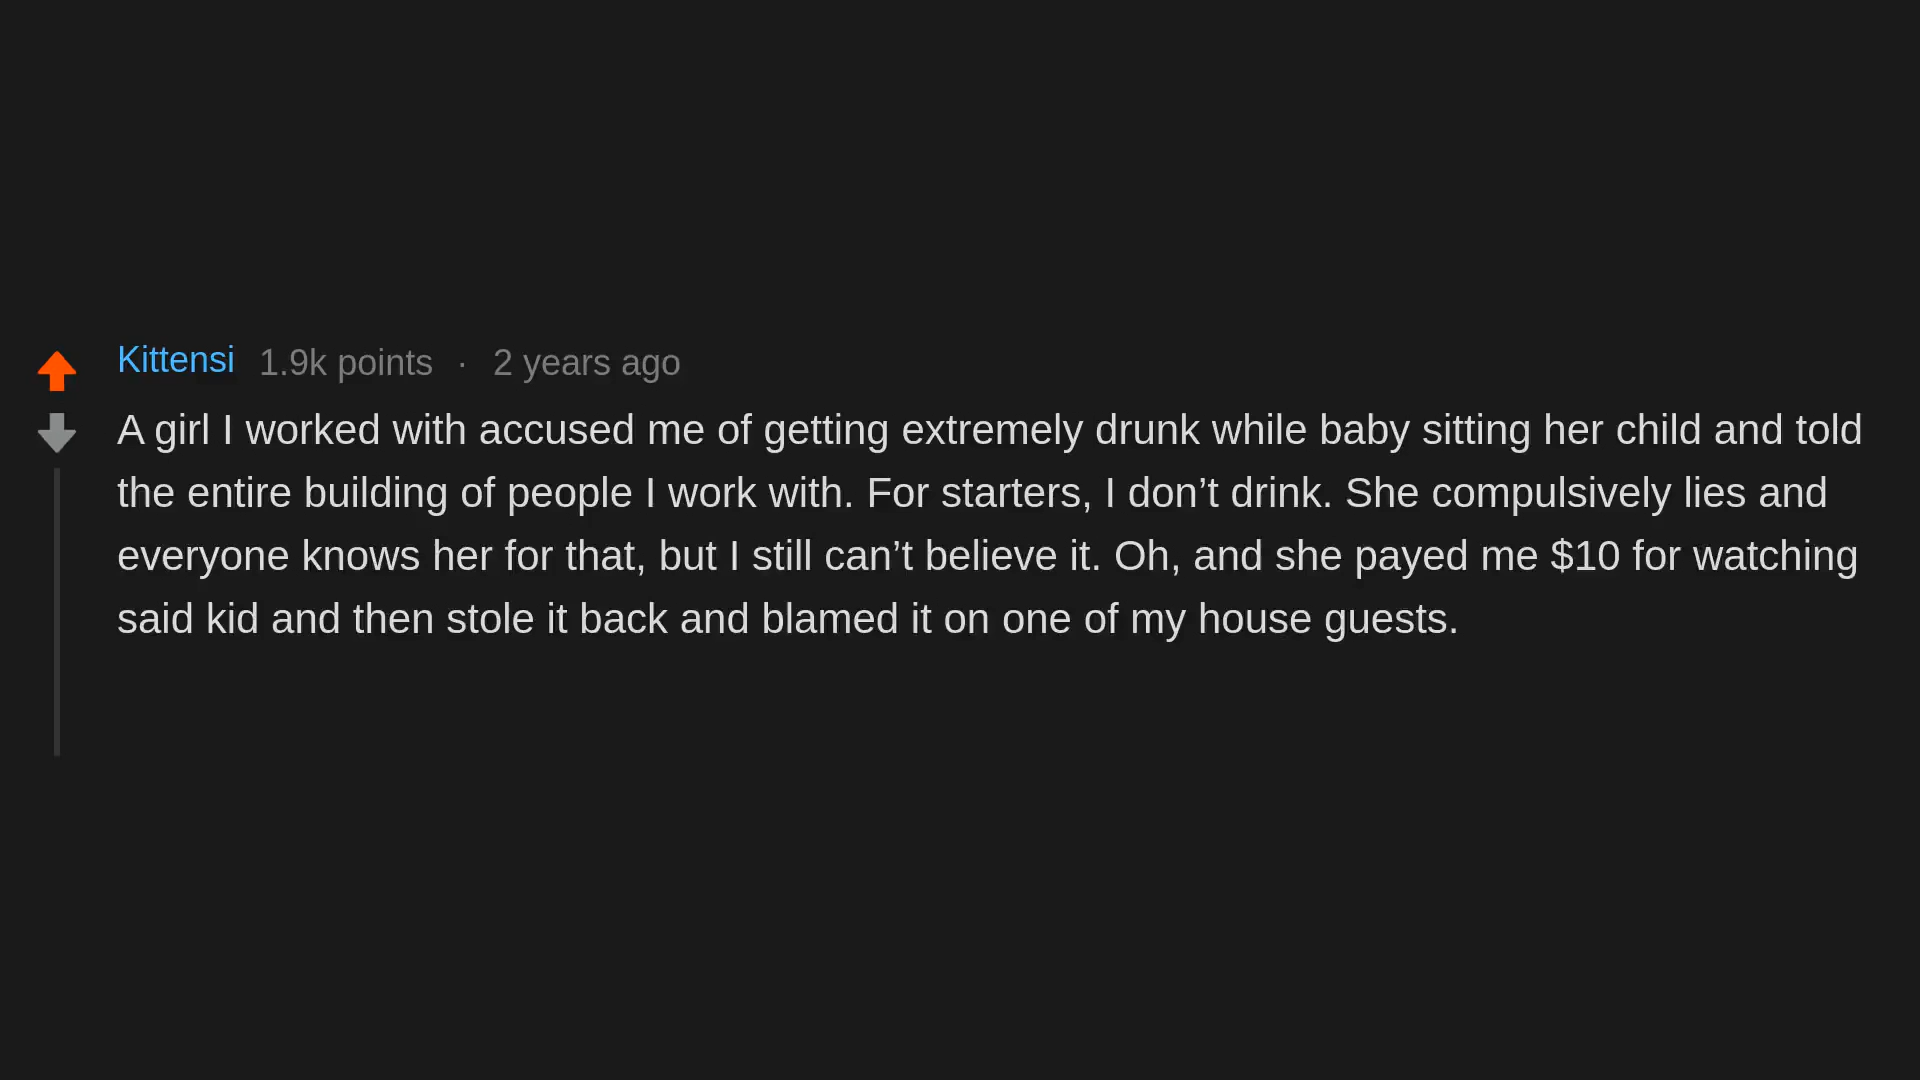 Kittensi 1.9k points · 2 years ago
A girl I worked with accused me of getting extremely drunk while baby sitting her child and told
the entire building of people I work with. For starters, I don’t drink. She compulsively lies and
everyone knows her for that, but I still can’t believe it. Oh, and she payed me $10 for watching
said kid and then stole it back and blamed it on one of my house guests.